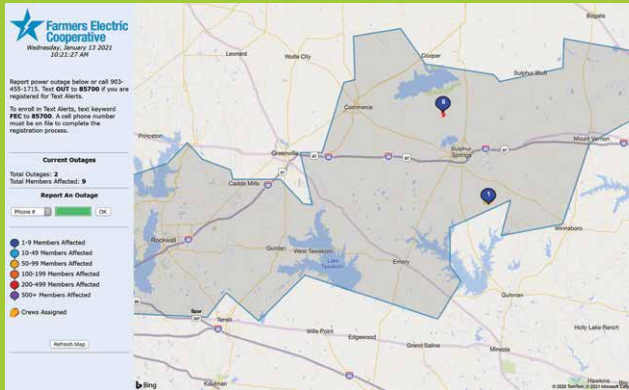 Farmers Electric
Cooperative
Wednesday, January 13 2021
10:21:27 AM
Report power outage below or call 903-
455-1715. Text OUT to 85700 if you are
registered for Text Alerts.
To enroll in Text Alerts, text keyword
FEC to 85700. A cell phone number
must be on file to complete the
registration process.
Current Outages
Total Outages: 2
Total Members Affected: 9
Report An Outage
Phone #
OK
1-9 Members Affected
10-49 Members Affected
50-99 Members Affected
100-199 Members Affected
200-499 Members Affected
500+ Members Affected
Crews Assigned
Refresh Map
Bogata
Leonard
Wolfe City
Cooper
Sulphur Bluff
Commerce
8
Princeton
Greenville
Sulphur
Springs
Mount Vernon
Caddo Mills
1
Winnsboro
Rockwall
Quinlan
West Tawakoni
Lake
Tawakoni
Emory
Quitman
Spur
Terrell
Wills Point
Edgewood
Grand Saline
Mineola
Holly Lake Ranch
Kaufman
Hawkins
Bing